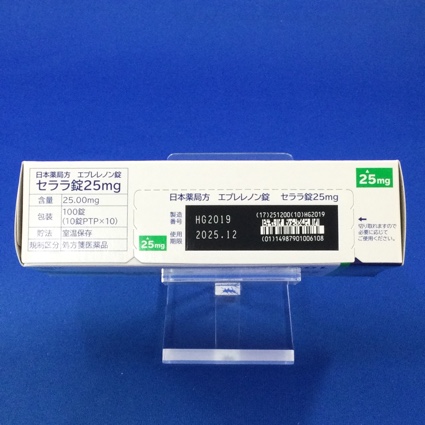 日本薬局方 エプレレノン錠
セララ錠25mg
含量 25.00mg
包装 100錠
(10錠PTP×10)
貯法 室温保存
規制区分 処方箋医薬品
日本薬局方 エプレレノン錠 セララ錠25mg
製造番号 HG2019
使用期限 2025.12
(17)251200(10)HG2019
(01)14987901006108
25mg
25mg
切り取れますので
必要に応じて
ご使用ください。